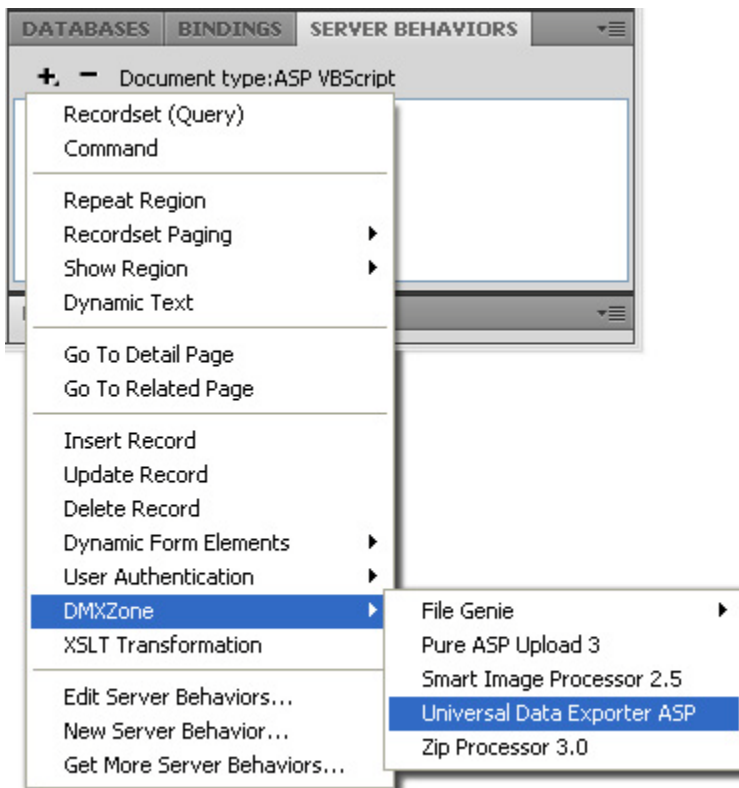 DATABASES BINDINGS SERVER BEHAVIORS
+ - Document type:ASP VBScript
Recordset (Query)
Command
Repeat Region
Recordset Paging
Show Region
Dynamic Text
Go To Detail Page
Go To Related Page
Insert Record
Update Record
Delete Record
Dynamic Form Elements
User Authentication
DMXZone
XSLT Transformation
Edit Server Behaviors...
New Server Behavior...
Get More Server Behaviors...
File Genie
Pure ASP Upload 3
Smart Image Processor 2.5
Universal Data Exporter ASP
Zip Processor 3.0